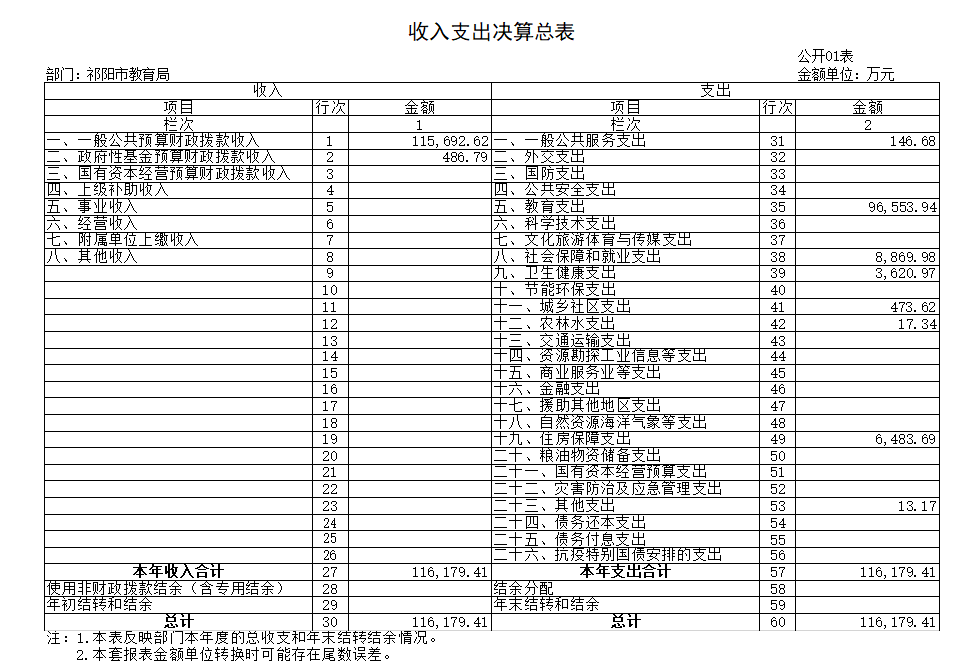 收入支出决算总表
公开01表
部门：祁阳市教育局 金额单位：万元
收入 支出
项目 行次 金额 项目 行次 金额
栏次 1 栏次 2
一、一般公共预算财政拨款收入 1 115,692.62 一、一般公共服务支出 31 146.68
二、政府性基金预算财政拨款收入 2 486.79 二、外交支出 32
三、国有资本经营预算财政拨款收入 3 三、国防支出 33
四、上级补助收入 4 四、公共安全支出 34
五、事业收入 5 五、教育支出 35 96,553.94
六、经营收入 6 六、科学技术支出 36
七、附属单位上缴收入 7 七、文化旅游体育与传媒支出 37
八、其他收入 8 八、社会保障和就业支出 38 8,869.98
9 九、卫生健康支出 39 3,620.97
10 十、节能环保支出 40
11 十一、城乡社区支出 41 473.62
12 十二、农林水支出 42 17.34
13 十三、交通运输支出 43
14 十四、资源勘探工业信息等支出 44
15 十五、商业服务业等支出 45
16 十六、金融支出 46
17 十七、援助其他地区支出 47
18 十八、自然资源海洋气象等支出 48
19 十九、住房保障支出 49 6,483.69
20 二十、粮油物资储备支出 50
21 二十一、国有资本经营预算支出 51
22 二十二、灾害防治及应急管理支出 52
23 二十三、其他支出 53 13.17
24 二十四、债务还本支出 54
25 二十五、债务付息支出 55
26 二十六、抗疫特别国债安排的支出 56
本年收入合计 27 116,179.41 本年支出合计 57 116,179.41
使用非财政拨款结余（含专用结余） 28 结余分配 58
年初结转和结余 29 年末结转和结余 59
总计 30 116,179.41 总计 60 116,179.41
注：1.本表反映部门本年度的总收支和年末结转结余情况。
2.本套报表金额单位转换时可能存在尾数误差。